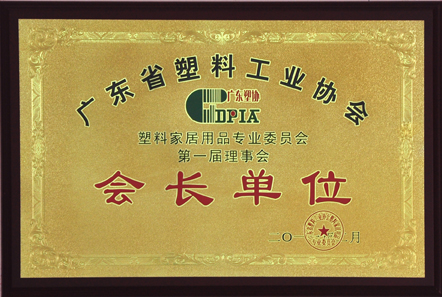 广东省塑料工业协会
广东塑协
GDPIA
塑料家居用品专业委员会
第一届理事会
会长单位
二〇一 月